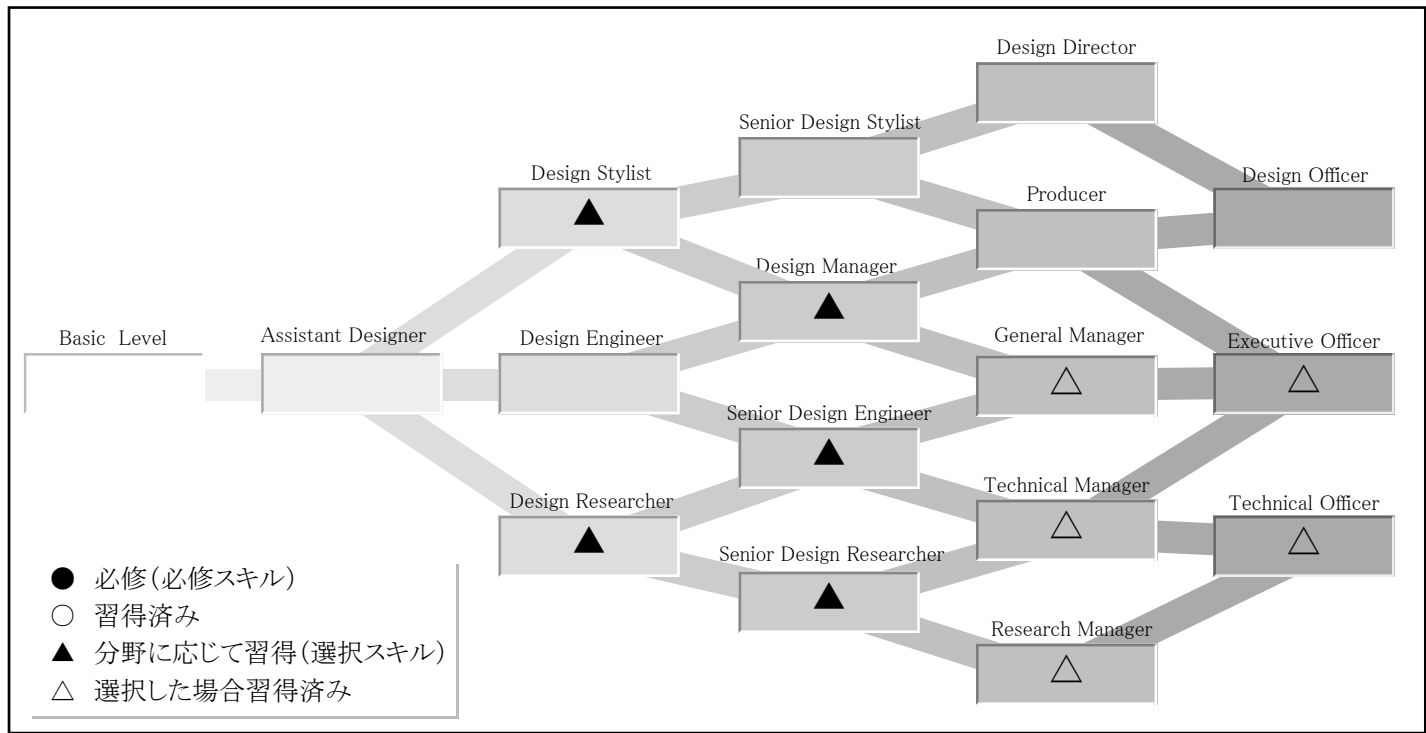 Design Director
Senior Design Stylist
Design Stylist
Producer
Design Officer
Design Manager
Basic Level
Assistant Designer
Design Engineer
General Manager
Executive Officer
Senior Design Engineer
Design Researcher
Technical Manager
Technical Officer
Senior Design Researcher
Research Manager
● 必修(必修スキル)
○ 習得済み
▲ 分野に応じて習得(選択スキル)
△ 選択した場合習得済み